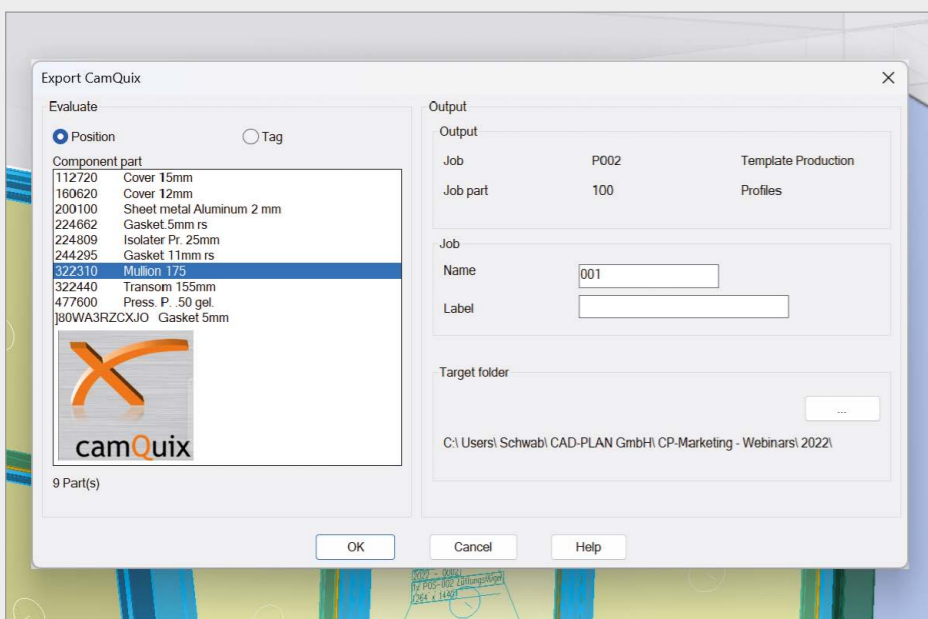 Export CamQuix
Evaluate
Position
Tag
Component part
112720 Cover 15mm
160620 Cover 12mm
200100 Sheet metal Aluminum 2 mm
224662 Gasket.5mm rs
224809 Isolater Pr. 25mm
244295 Gasket 11mm rs
322310 Mullion 175
322440 Transom 155mm
477600 Press. P. .50 gel.
]80WA3RZCXJO Gasket 5mm
camQuix
9 Part(s)
Output
Output
Job P002 Template Production
Job part 100 Profiles
Job
Name 001
Label
Target folder
...
C:\ Users\ Schwab\ CAD-PLAN GmbH\ CP-Marketing - Webinars\ 2022\
OK
Cancel
Help
POS-002 Lüftungsflügel